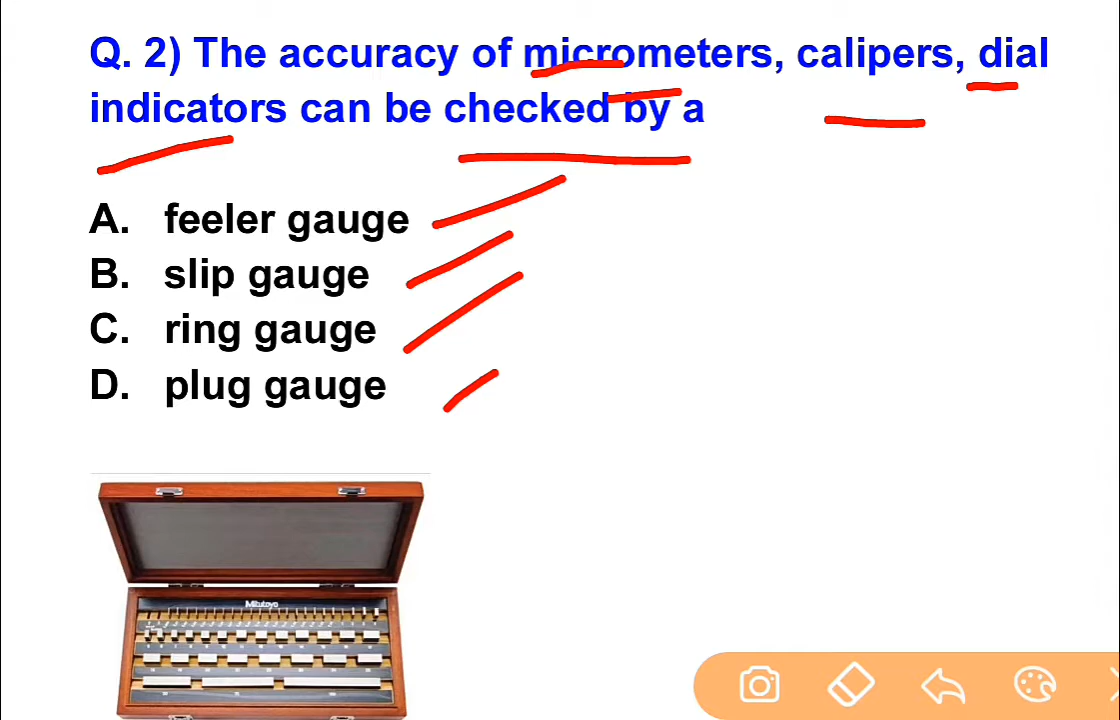 Q. 2) The accuracy of micrometers, calipers, dial
indicators can be checked by a
A. feeler gauge
B. slip gauge
C. ring gauge
D. plug gauge
Mitutoyo